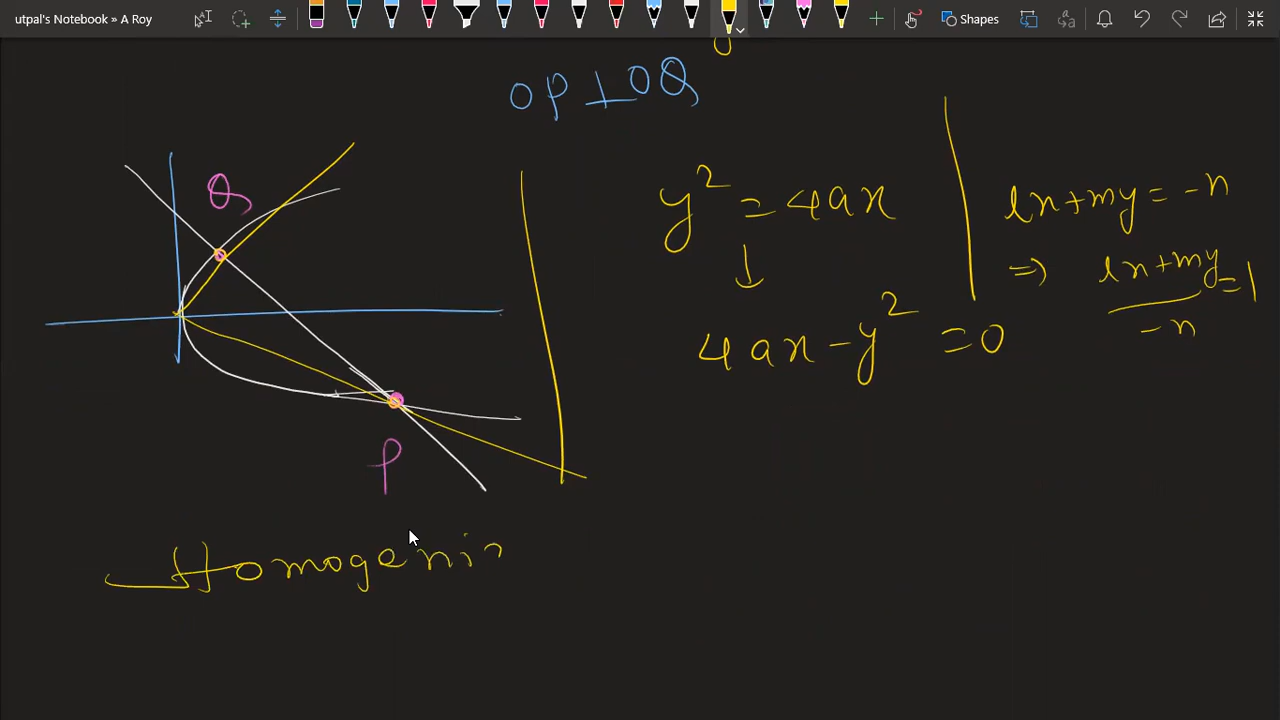 utpal's Notebook » A Roy
Shapes
OP ⊥ OQ
Q
P
y² = 4ax
↓
4ax - y² = 0
lx + my = -n
⇒ lx + my / -n = 1
Homogeni